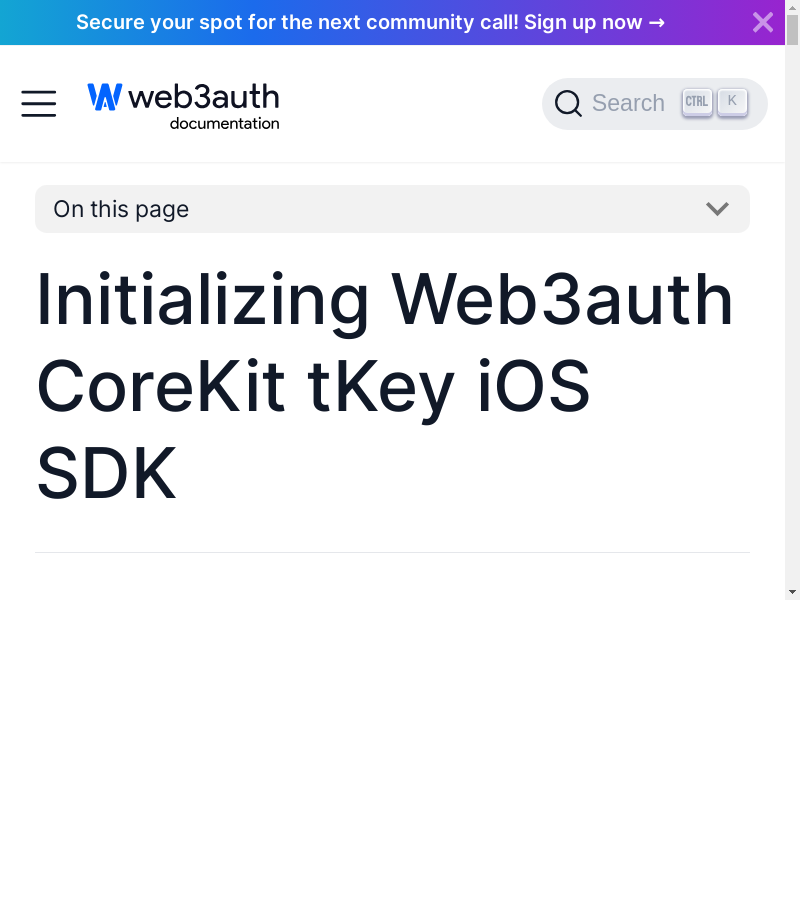 Secure your spot for the next community call! Sign up now →
web3auth
documentation
Search CTRL K
On this page
Initializing Web3auth
CoreKit tKey iOS
SDK